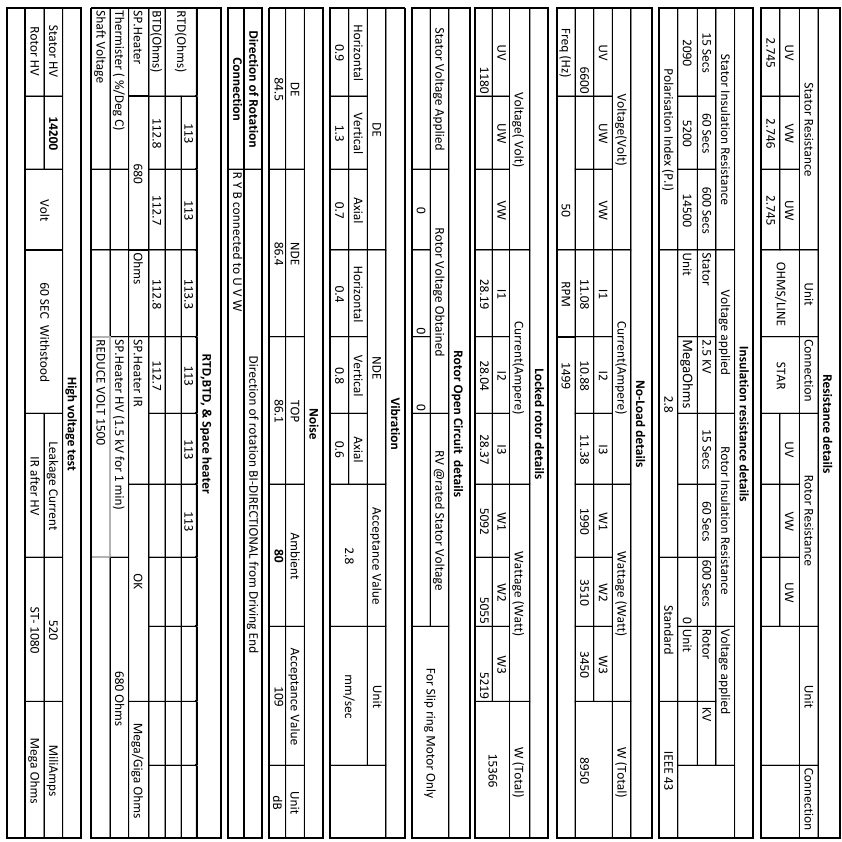 Resistance details
Stator Resistance Unit Connection Rotor Resistance Unit Connection
UV VW UW OHMS/LINE STAR UV VW UW
2.745 2.746 2.745
Insulation resistance details
Stator Insulation Resistance Voltage applied Rotor Insulation Resistance Voltage applied
15 Secs 60 Secs 600 Secs Stator 2.5 KV 15 Secs 60 Secs 600 Secs Rotor KV
2090 5200 14500 Unit MegaOhms 0 Unit
Polarisation Index (P.I) 2.8 Standard IEEE 43
No-Load details
Voltage(Volt) Current(Ampere) Wattage (Watt) W (Total)
UV UW VW I1 I2 I3 W1 W2 W3
6600 11.08 10.88 11.38 1990 3510 3450 8950
Freq (Hz) 50 RPM 1499
Locked rotor details
Voltage( Volt) Current(Ampere) Wattage (Watt) W (Total)
UV UW VW I1 I2 I3 W1 W2 W3
1180 28.19 28.04 28.37 5092 5055 5219 15366
Rotor Open Circuit details
Stator Voltage Applied Rotor Voltage Obtained RV @rated Stator Voltage For Slip ring Motor Only
0 0 0
Vibration
DE NDE Acceptance Value Unit
Horizontal Vertical Axial Horizontal Vertical Axial 2.8 mm/sec
0.9 1.3 0.7 0.4 0.8 0.6
Noise
DE NDE TOP Ambient Acceptance Value Unit
84.5 86.4 86.1 80 109 dB
Direction of Rotation Direction of rotation BI-DIRECTIONAL from Driving End
Connection R Y B connected to U V W
RTD,BTD, & Space heater
RTD(Ohms) 113 113 113.3 113 113 113
BTD(Ohms) 112.8 112.7 112.8 112.7
SP.Heater 680 Ohms SP.Heater IR OK Mega/Giga Ohms
Thermister ( %/Deg C) SP.Heater HV (1.5 kV for 1 min) 680 Ohms
Shaft Voltage REDUCE VOLT 1500
High voltage test
Stator HV 14200 Volt 60 SEC Withstood Leakage Current 520 MiliAmps
Rotor HV IR after HV ST- 1080 Mega Ohms